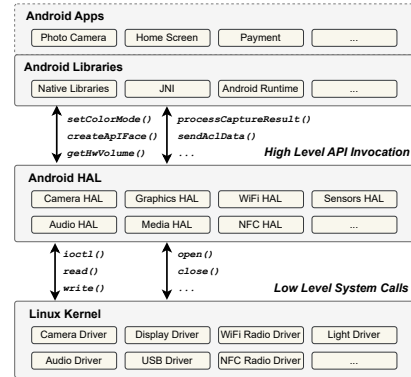 Android Apps
Photo Camera Home Screen Payment ...
Android Libraries
Native Libraries JNI Android Runtime ...
setColorMode() processCaptureResult()
createApIFace() sendAclData()
getHwVolume() ...
High Level API Invocation
Android HAL
Camera HAL Graphics HAL WiFi HAL Sensors HAL
Audio HAL Media HAL NFC HAL ...
ioctl() open()
read() close()
write() ...
Low Level System Calls
Linux Kernel
Camera Driver Display Driver WiFi Radio Driver Light Driver
Audio Driver USB Driver NFC Radio Driver ...